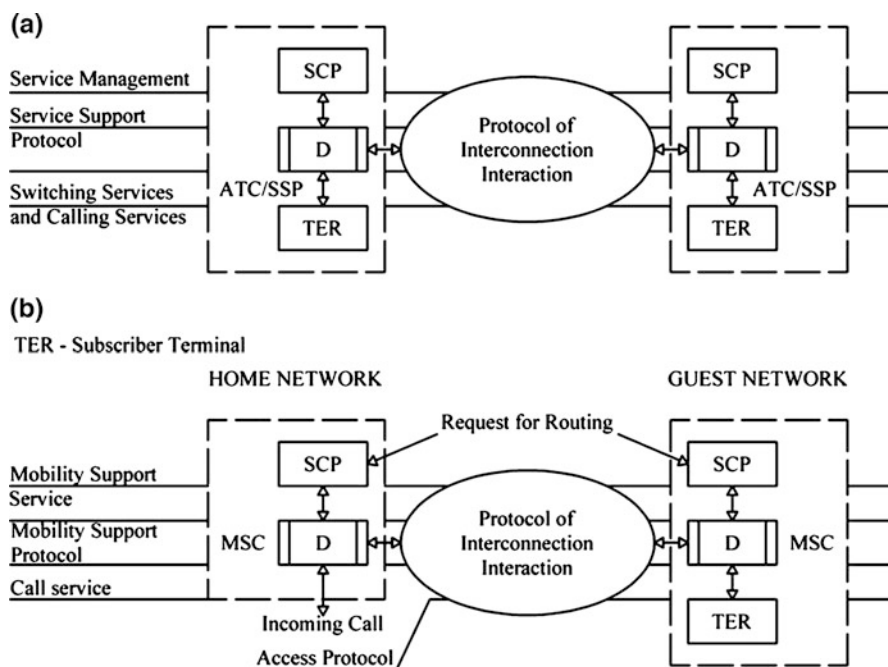 (a)
SCP
SCP
Service Management
Service Support
Protocol
Protocol of
Interconnection
Interaction
D
D
ATC/SSP
ATC/SSP
Switching Services
and Calling Services
TER
TER
(b)
TER - Subscriber Terminal
HOME NETWORK
GUEST NETWORK
Request for Routing
SCP
SCP
Mobility Support
Service
Mobility Support
Protocol
MSC
D
Protocol of
Interconnection
Interaction
D
MSC
Call service
Incoming Call
TER
Access Protocol